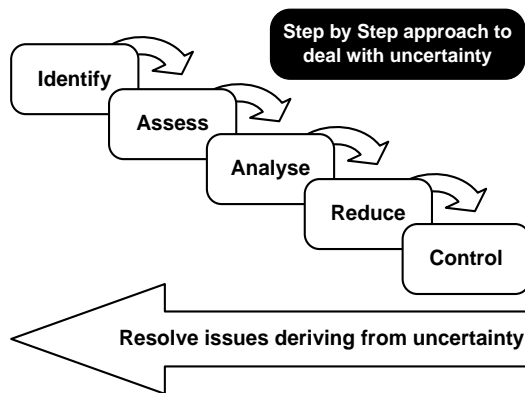 Step by Step approach to
deal with uncertainty
Identify
Assess
Analyse
Reduce
Control
Resolve issues deriving from uncertainty